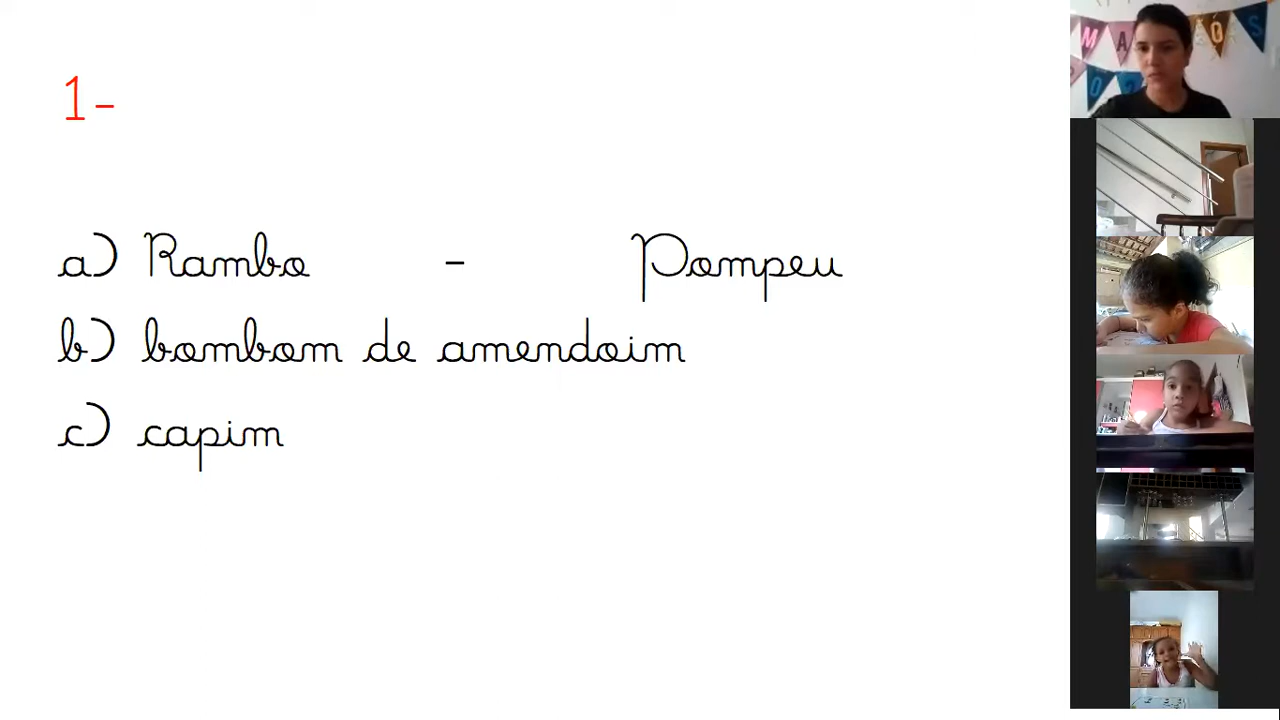 1-
a) Rambo - Pompeu
b) bombom de amendoim
c) capim